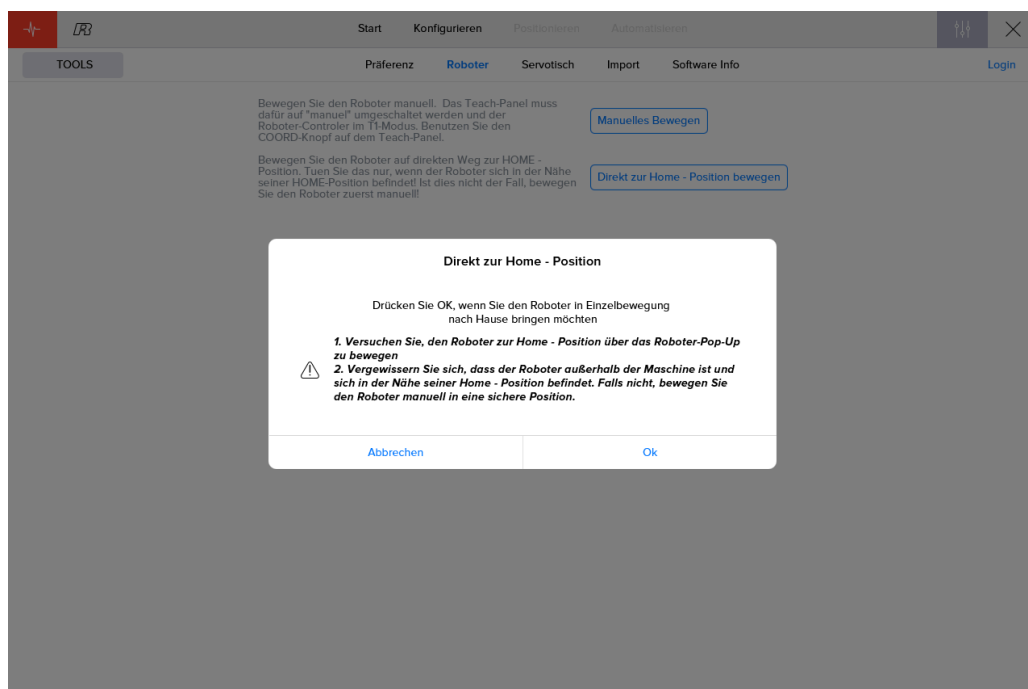 R
Start Konfigurieren Positionieren Automatisieren
TOOLS
Präferenz Roboter Servotisch Import Software Info
Login
Bewegen Sie den Roboter manuell. Das Teach-Panel muss
dafür auf "manuel" umgeschaltet werden und der
Roboter-Controler im T1-Modus. Benutzen Sie den
COORD-Knopf auf dem Teach-Panel.
Manuelles Bewegen
Bewegen Sie den Roboter auf direkten Weg zur HOME -
Position. Tuen Sie das nur, wenn der Roboter sich in der Nähe
seiner HOME-Position befindet! Ist dies nicht der Fall, bewegen
Sie den Roboter zuerst manuell!
Direkt zur Home - Position bewegen
Direkt zur Home - Position
Drücken Sie OK, wenn Sie den Roboter in Einzelbewegung
nach Hause bringen möchten
1. Versuchen Sie, den Roboter zur Home - Position über das Roboter-Pop-Up
zu bewegen
2. Vergewissern Sie sich, dass der Roboter außerhalb der Maschine ist und
sich in der Nähe seiner Home - Position befindet. Falls nicht, bewegen Sie
den Roboter manuell in eine sichere Position.
Abbrechen Ok